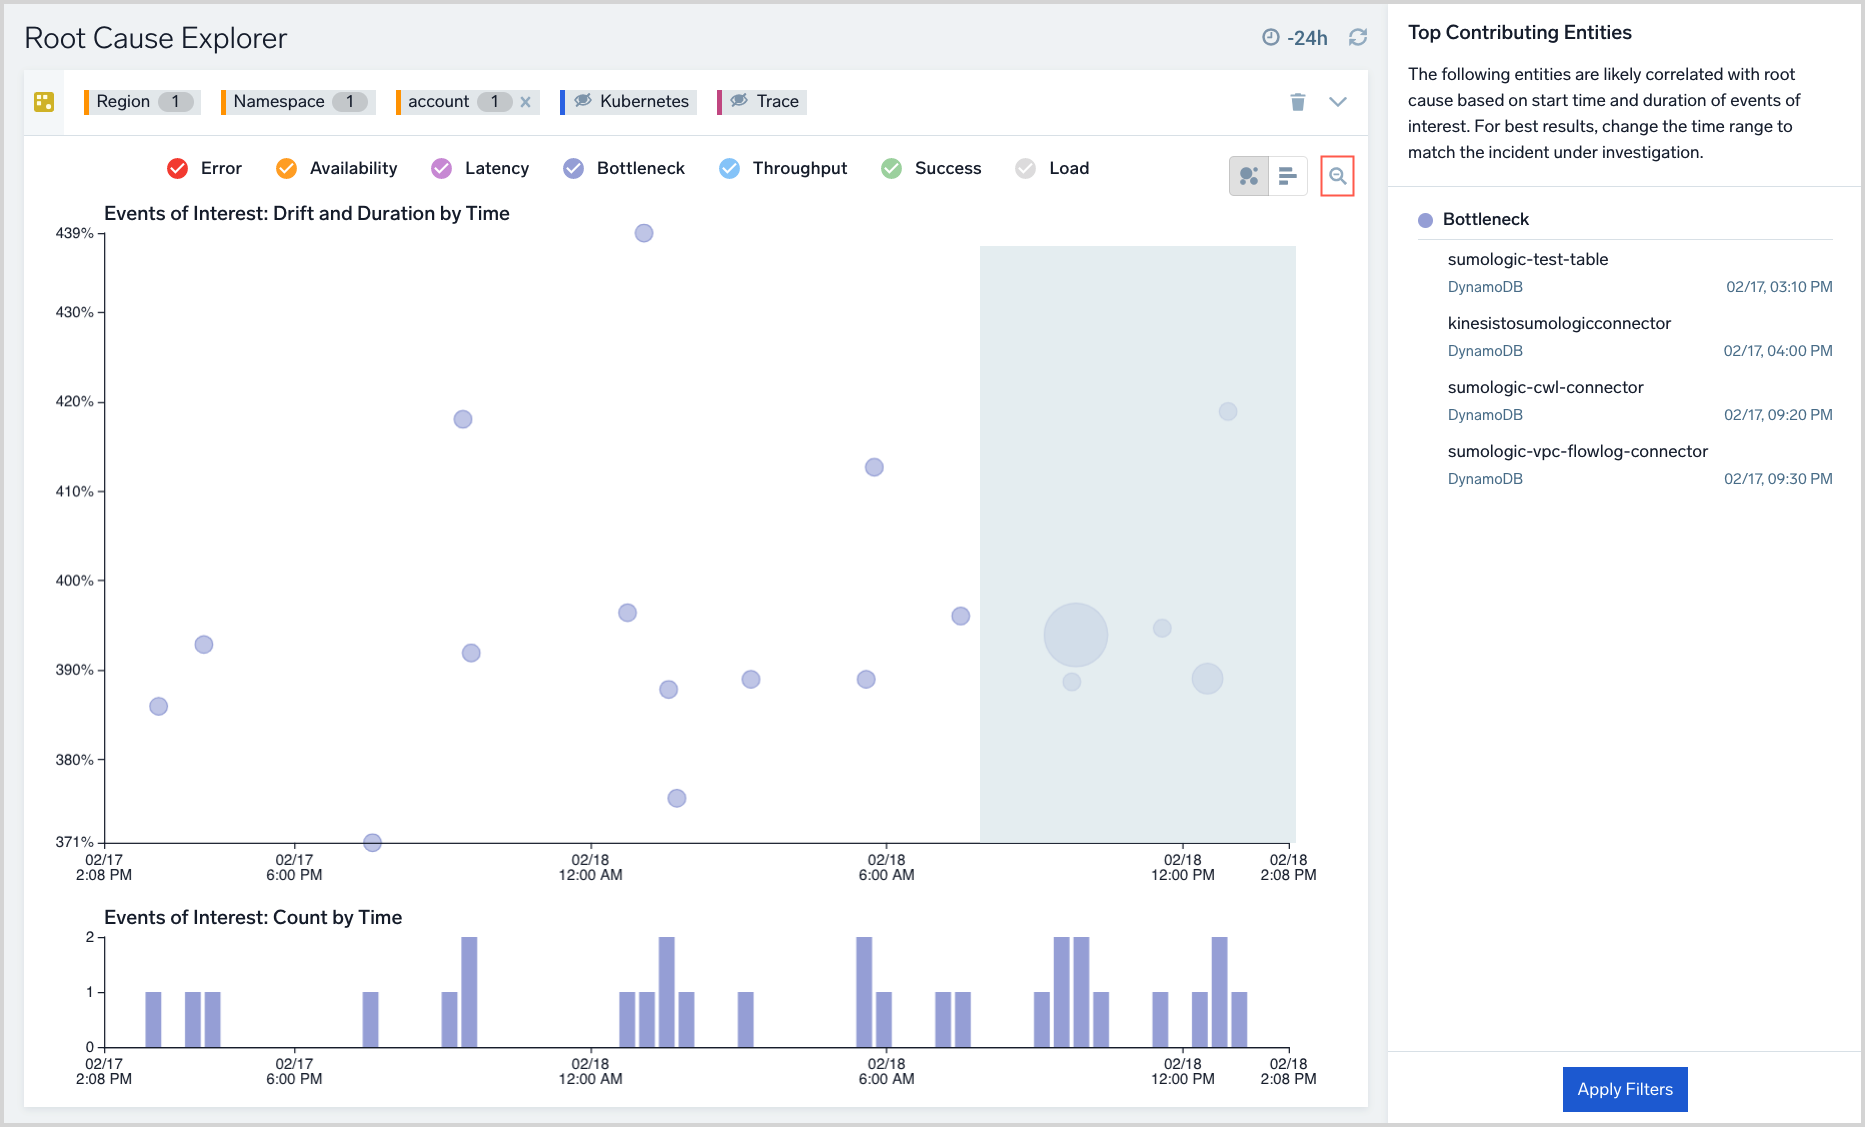 Root Cause Explorer
-24h
Region 1
Namespace 1
account 1 ×
Kubernetes
Trace
Error
Availability
Latency
Bottleneck
Throughput
Success
Load
Events of Interest: Drift and Duration by Time
439%
430%
420%
410%
400%
390%
380%
371%
02/17
2:08 PM
02/17
6:00 PM
02/18
12:00 AM
02/18
6:00 AM
02/18
12:00 PM
02/18
2:08 PM
Events of Interest: Count by Time
2
1
0
02/17
2:08 PM
02/17
6:00 PM
02/18
12:00 AM
02/18
6:00 AM
02/18
12:00 PM
02/18
2:08 PM
Top Contributing Entities
The following entities are likely correlated with root
cause based on start time and duration of events of
interest. For best results, change the time range to
match the incident under investigation.
Bottleneck
sumologic-test-table
DynamoDB 02/17, 03:10 PM
kinesistosumologicconnector
DynamoDB 02/17, 04:00 PM
sumologic-cwl-connector
DynamoDB 02/17, 09:20 PM
sumologic-vpc-flowlog-connector
DynamoDB 02/17, 09:30 PM
Apply Filters